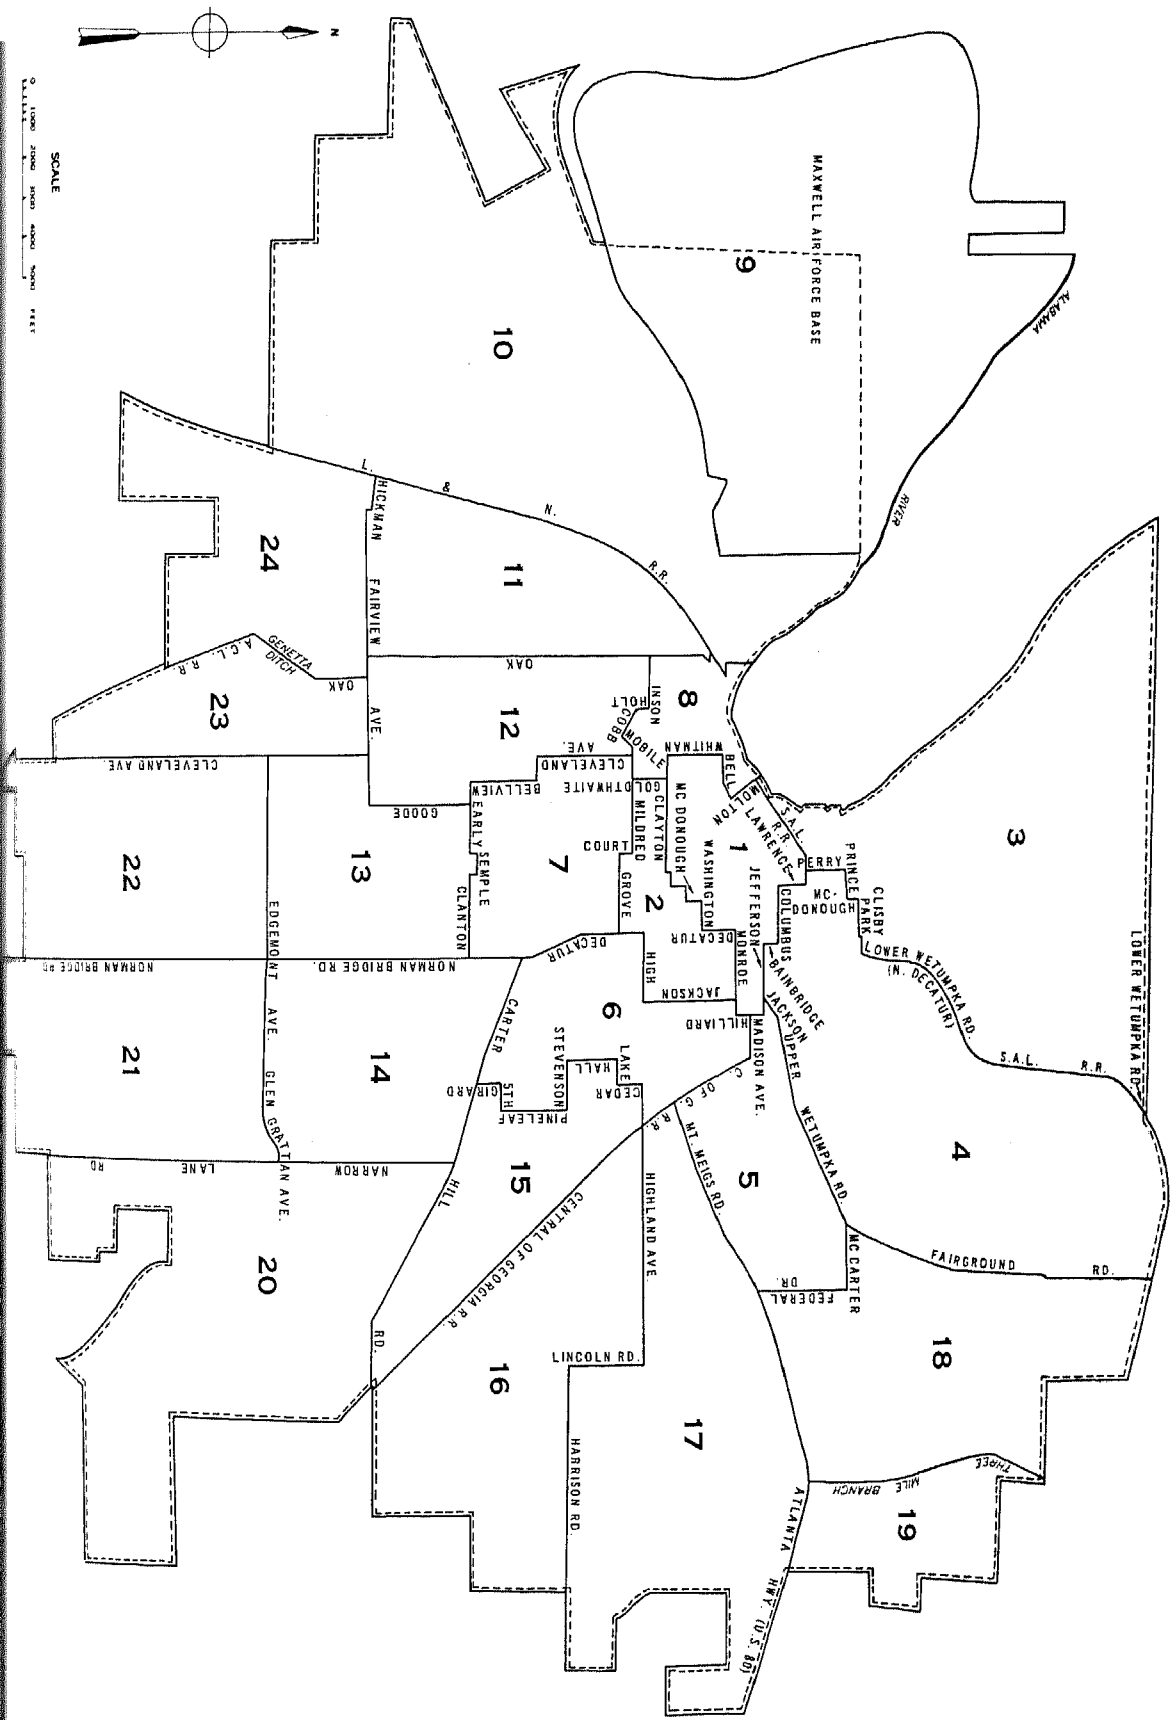 N
SCALE
0 1000 2000 3000 4000 5000 FEET
MAXWELL AIR FORCE BASE
9
ALABAMA
RIVER
10
L. & N. R.R.
HICKMAN
FAIRVIEW
AVE.
11
24
GENETTA
DITCH
A.C.L. R.R.
OAK
OAK
23
12
8
INSON
HOLT
COBB
MOBILE
WHITMAN
BELL
MOLTON
CLEVELAND
AVE.
CLEVELAND AVE.
BELLVIEW
GOLDTHWAITE
GOODE
EARLY
SEMPLE
CLANTON
MILDRED
CLAYTON
MC DONOUGH
WASHINGTON
COURT
GROVE
DECATUR
DECATUR
1
2
7
13
22
3
S.A.L.
R.R.
LAWRENCE
PERRY
PRINCE
MC-
DONOUGH
CLISBY
PARK
LOWER WETUMPKA RD.
(N. DECATUR)
LOWER WETUMPKA RD.
S.A.L. R.R.
JEFFERSON
COLUMBUS
BAINBRIDGE
JACKSON
MONROE
HIGH
JACKSON
HILLIARD
MADISON AVE.
UPPER
WETUMPKA RD.
EDGEMONT AVE.
NORMAN BRIDGE RD.
NORMAN BRIDGE RD.
NORMAN BRIDGE RD
CARTER
HILL
RD.
6
STEVENSON
LAKE
HALL
CEDAR
5TH
GIRARD
PINELEAF
C. OF G. R.R.
MT. MEIGS RD.
4
5
14
21
GLEN GRATTAN AVE.
NARROW
LANE
RD
15
CENTRAL OF GEORGIA R.R.
HIGHLAND AVE.
MC CARTER
FEDERAL
DR.
FAIRGROUND RD.
20
16
LINCOLN RD.
HARRISON RD.
17
18
THREE
MILE
BRANCH
19
ATLANTA HWY. (U.S. 80)